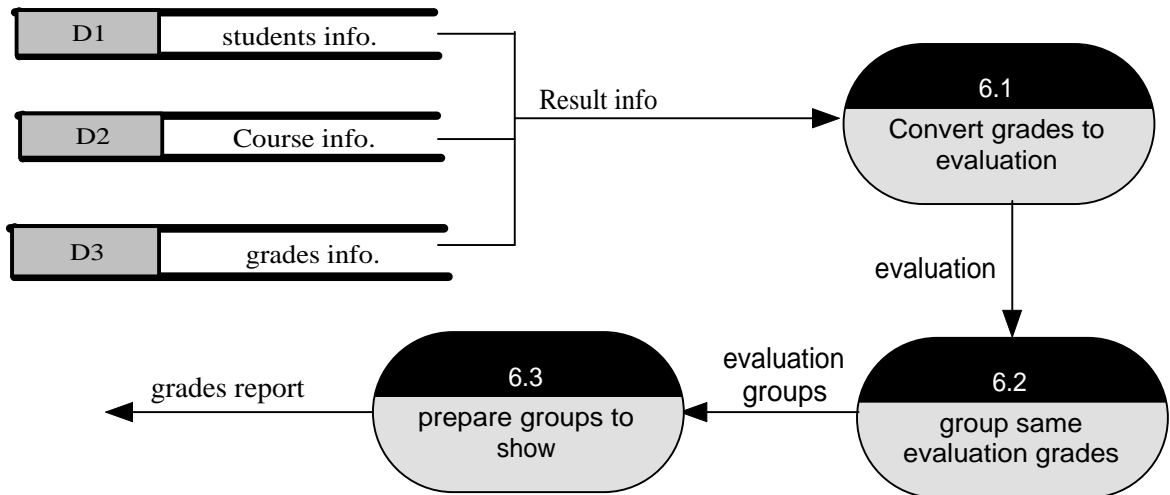 D1
students info.
D2
Course info.
D3
grades info.
Result info
6.1
Convert grades to
evaluation
evaluation
6.2
group same
evaluation grades
evaluation
groups
6.3
prepare groups to
show
grades report